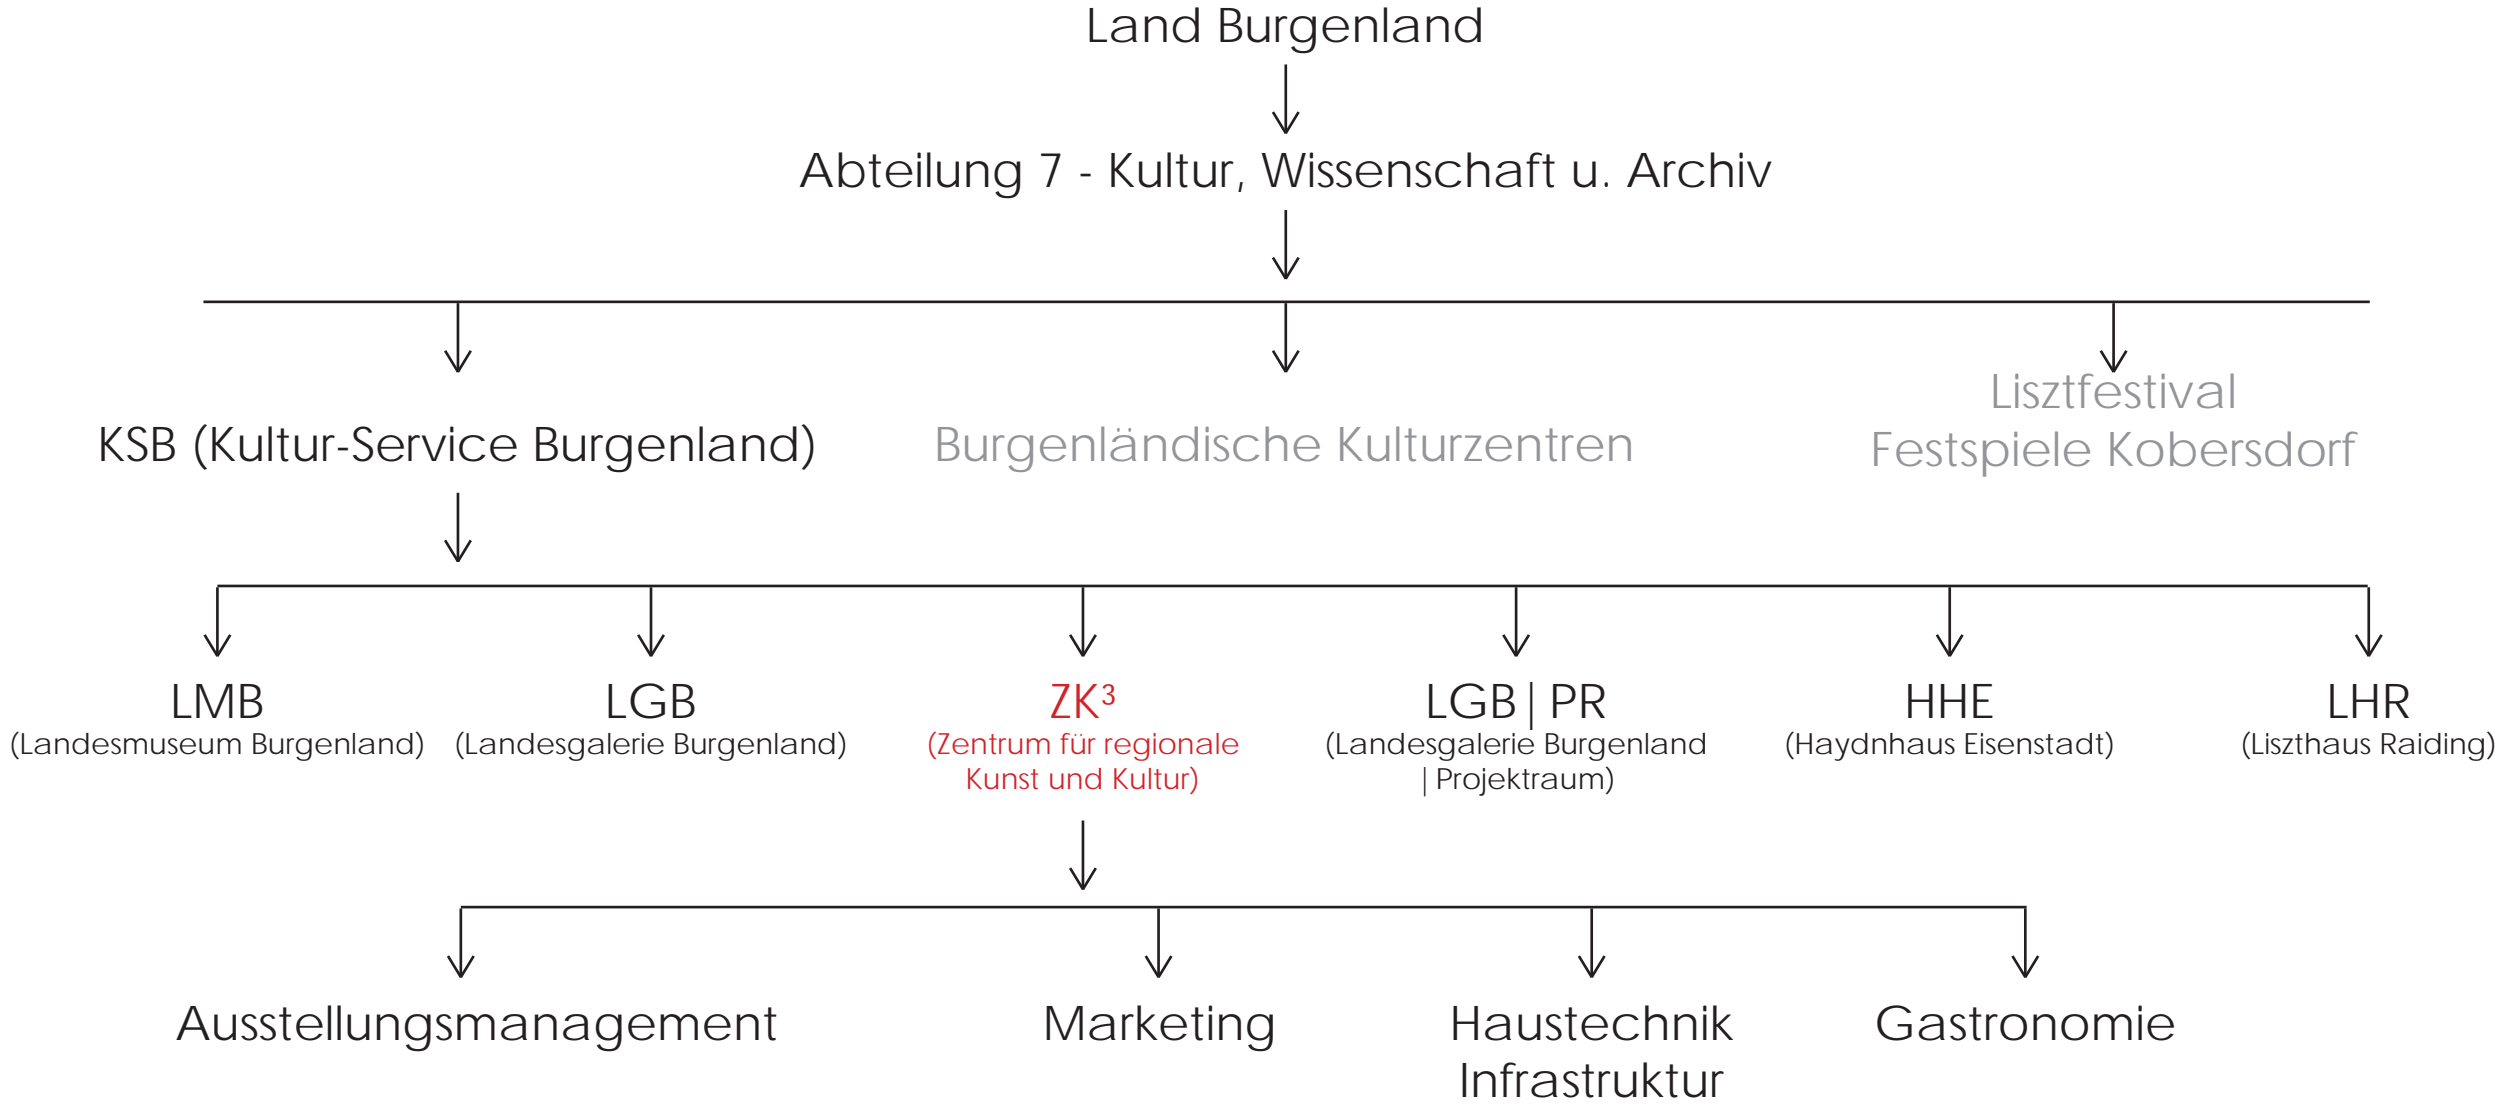 Land Burgenland
Abteilung 7 - Kultur, Wissenschaft u. Archiv
KSB (Kultur-Service Burgenland)
Burgenländische Kulturzentren
Lisztfestival
Festspiele Kobersdorf
LMB
(Landesmuseum Burgenland)
LGB
(Landesgalerie Burgenland)
ZK³
(Zentrum für regionale
Kunst und Kultur)
LGB | PR
(Landesgalerie Burgenland
| Projektraum)
HHE
(Haydnhaus Eisenstadt)
LHR
(Liszthaus Raiding)
Ausstellungsmanagement
Marketing
Haustechnik
Infrastruktur
Gastronomie